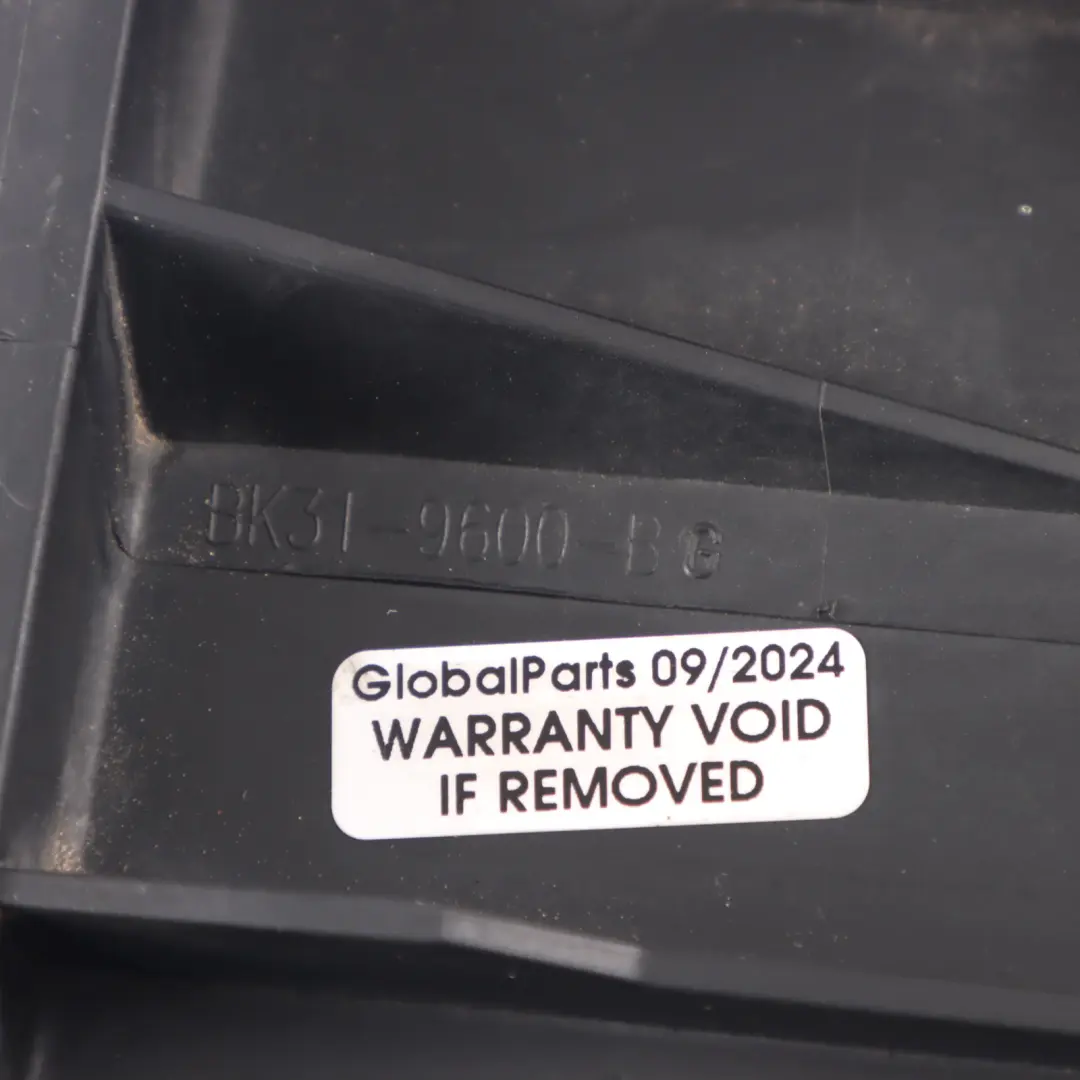 BK31-9600-BG
GlobalParts 09/2024
WARRANTY VOID
IF REMOVED